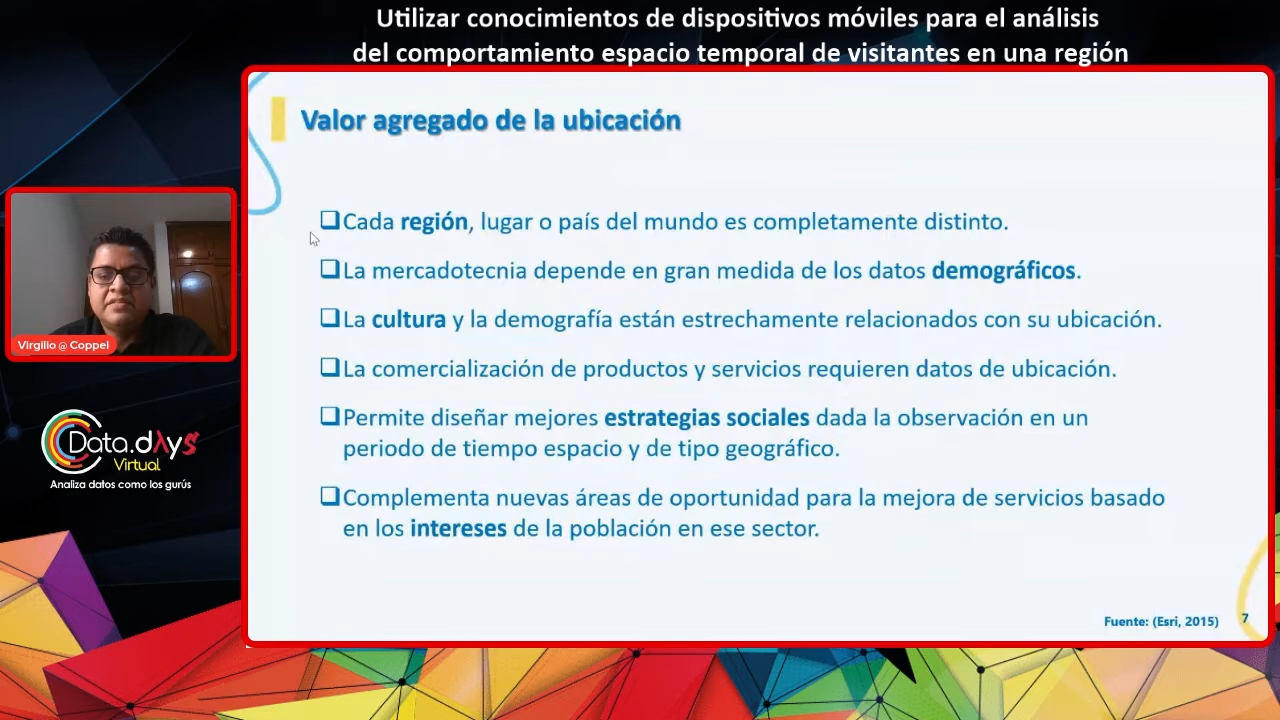 Utilizar conocimientos de dispositivos móviles para el análisis
del comportamiento espacio temporal de visitantes en una región
Valor agregado de la ubicación
Cada región, lugar o país del mundo es completamente distinto.
La mercadotecnia depende en gran medida de los datos demográficos.
La cultura y la demografía están estrechamente relacionados con su ubicación.
La comercialización de productos y servicios requieren datos de ubicación.
Permite diseñar mejores estrategias sociales dada la observación en un
periodo de tiempo espacio y de tipo geográfico.
Complementa nuevas áreas de oportunidad para la mejora de servicios basado
en los intereses de la población en ese sector.
Fuente: (Esri, 2015)
7
Virgilio @ Coppel
Data.dAys
Virtual
Analiza datos como los gurús